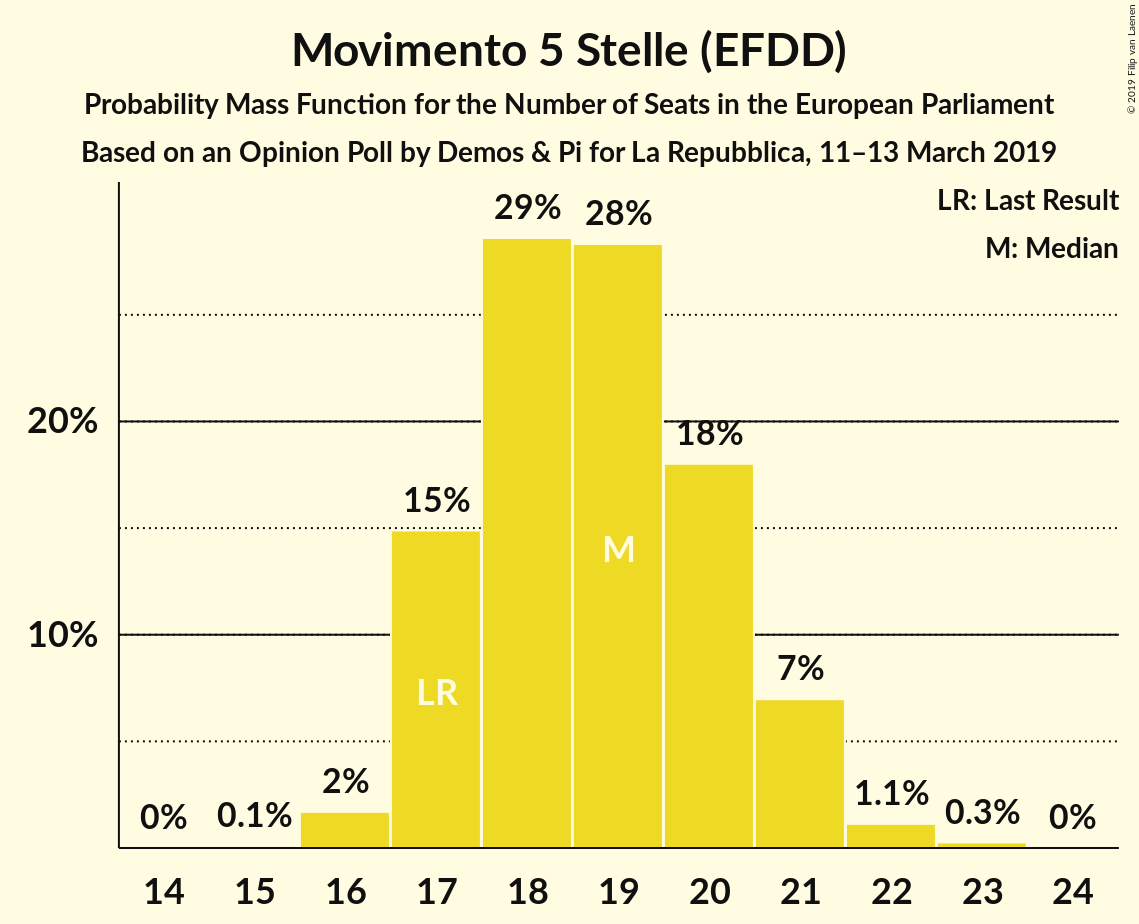 Movimento 5 Stelle (EFDD)
Probability Mass Function for the Number of Seats in the European Parliament
Based on an Opinion Poll by Demos & Pi for La Repubblica, 11–13 March 2019
© 2019 Filip van Laenen
LR: Last Result
M: Median
20%
10%
0%
0.1%
2%
15%
29%
28%
18%
7%
1.1%
0.3%
0%
LR
M
14 15 16 17 18 19 20 21 22 23 24